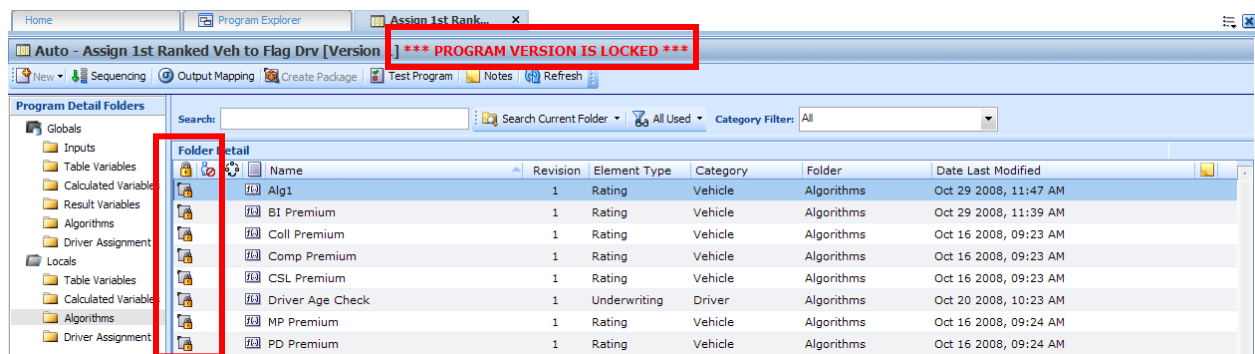 Home
Program Explorer
Assign 1st Rank... x
Auto - Assign 1st Ranked Veh to Flag Drv [Version 1] *** PROGRAM VERSION IS LOCKED ***
New Sequencing Output Mapping Create Package Test Program Notes Refresh
Program Detail Folders
Globals
Inputs
Table Variables
Calculated Variable
Result Variables
Algorithms
Driver Assignment
Locals
Table Variables
Calculated Variable
Algorithms
Driver Assignment
Search: Search Current Folder All Used Category Filter: All
Folder Detail
Name Revision Element Type Category Folder Date Last Modified
Alg1 1 Rating Vehicle Algorithms Oct 29 2008, 11:47 AM
BI Premium 1 Rating Vehicle Algorithms Oct 29 2008, 11:39 AM
Coll Premium 1 Rating Vehicle Algorithms Oct 16 2008, 09:23 AM
Comp Premium 1 Rating Vehicle Algorithms Oct 16 2008, 09:23 AM
CSL Premium 1 Rating Vehicle Algorithms Oct 16 2008, 09:23 AM
Driver Age Check 1 Underwriting Driver Algorithms Oct 20 2008, 10:23 AM
MP Premium 1 Rating Vehicle Algorithms Oct 16 2008, 09:24 AM
PD Premium 1 Rating Vehicle Algorithms Oct 16 2008, 09:24 AM